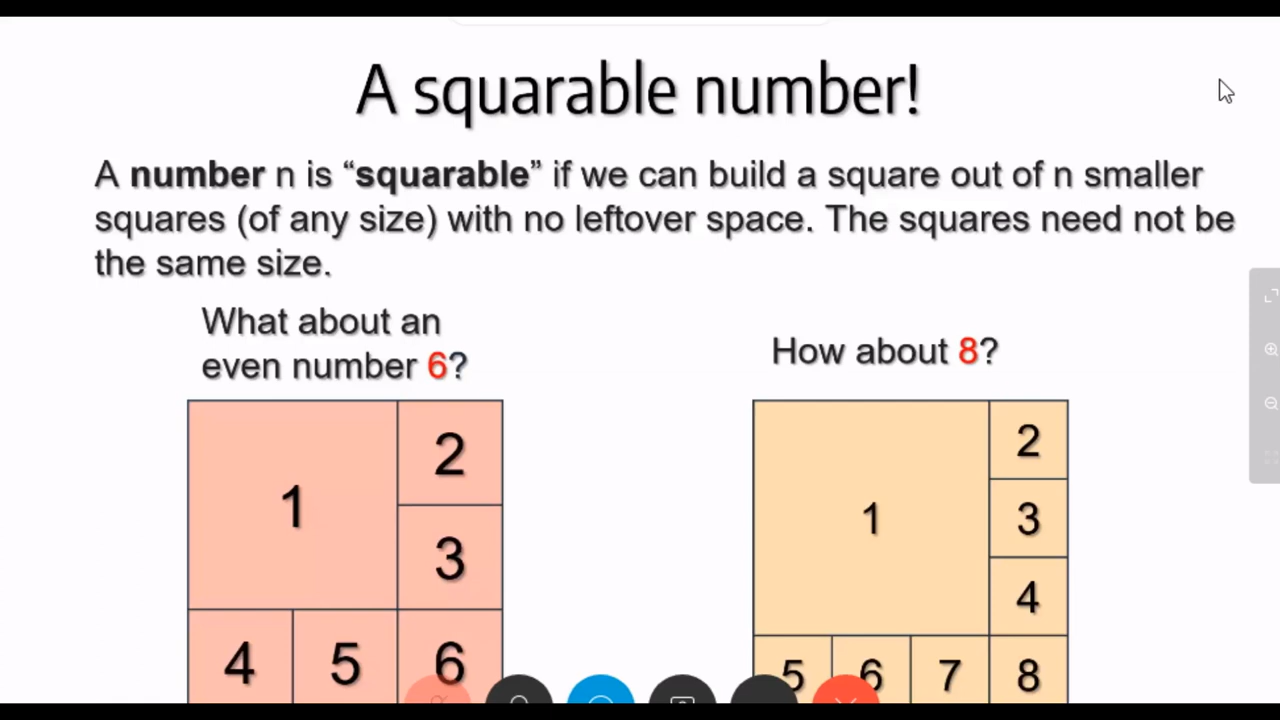 A squarable number!
A number n is “squarable” if we can build a square out of n smaller
squares (of any size) with no leftover space. The squares need not be
the same size.
What about an
even number 6?
1
2
3
4
5
6
How about 8?
1
2
3
4
5
6
7
8